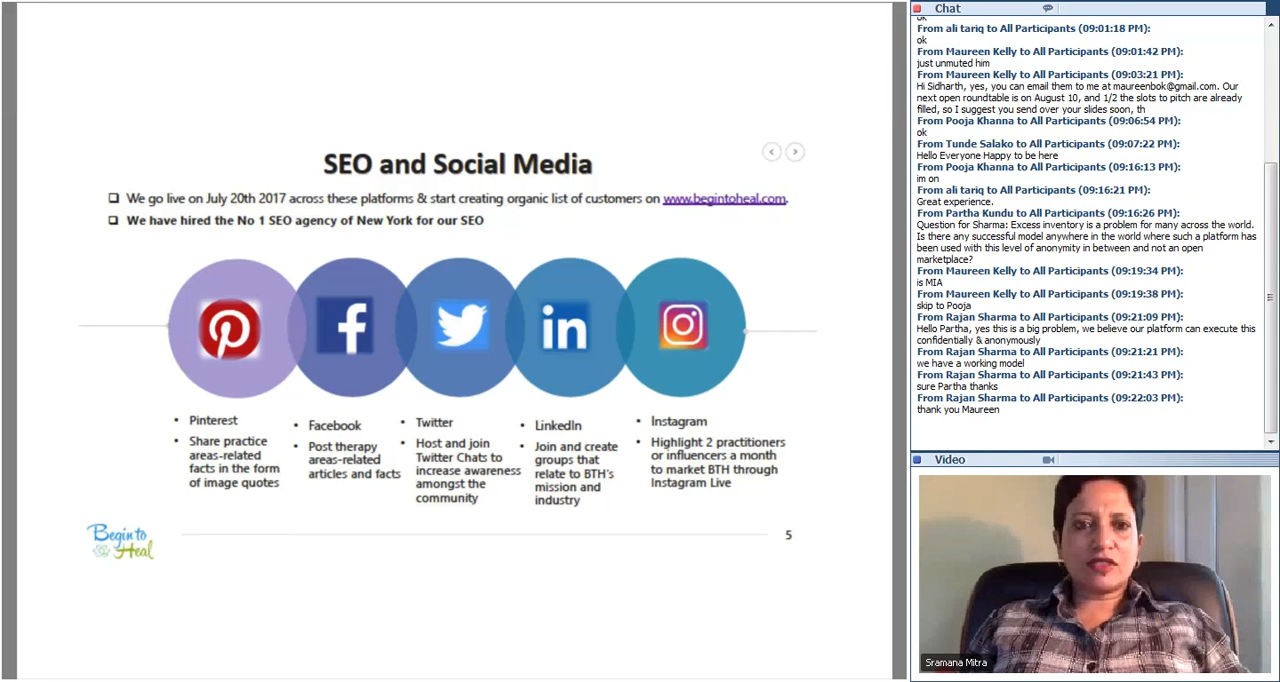 SEO and Social Media
We go live on July 20th 2017 across these platforms & start creating organic list of customers on www.begintoheal.com.
We have hired the No 1 SEO agency of New York for our SEO
Pinterest
Share practice
areas-related
facts in the form
of image quotes
Facebook
Post therapy
areas-related
articles and facts
Twitter
Host and join
Twitter Chats to
increase awareness
amongst the
community
LinkedIn
Join and create
groups that
relate to BTH's
mission and
industry
Instagram
Highlight 2 practitioners
or influencers a month
to market BTH through
Instagram Live
Begin to
Heal
5
Chat
ok
From ali tariq to All Participants (09:01:18 PM):
ok
From Maureen Kelly to All Participants (09:01:42 PM):
just unmuted him
From Maureen Kelly to All Participants (09:03:21 PM):
Hi Sidharth, yes, you can email them to me at maureenbok@gmail.com. Our
next open roundtable is on August 10, and 1/2 the slots to pitch are already
filled, so I suggest you send over your slides soon, th
From Pooja Khanna to All Participants (09:06:54 PM):
ok
From Tunde Salako to All Participants (09:07:22 PM):
Hello Everyone Happy to be here
From Pooja Khanna to All Participants (09:16:13 PM):
im on
From ali tariq to All Participants (09:16:21 PM):
Great experience.
From Partha Kundu to All Participants (09:16:26 PM):
Question for Sharma: Excess inventory is a problem for many across the world.
Is there any successful model anywhere in the world where such a platform has
been used with this level of anonymity in between and not an open
marketplace?
From Maureen Kelly to All Participants (09:19:34 PM):
is MIA
From Maureen Kelly to All Participants (09:19:38 PM):
skip to Pooja
From Rajan Sharma to All Participants (09:21:09 PM):
Hello Partha, yes this is a big problem, we believe our platform can execute this
confidentially & anonymously
From Rajan Sharma to All Participants (09:21:21 PM):
we have a working model
From Rajan Sharma to All Participants (09:21:43 PM):
sure Partha thanks
From Rajan Sharma to All Participants (09:22:03 PM):
thank you Maureen
Video
Sramana Mitra